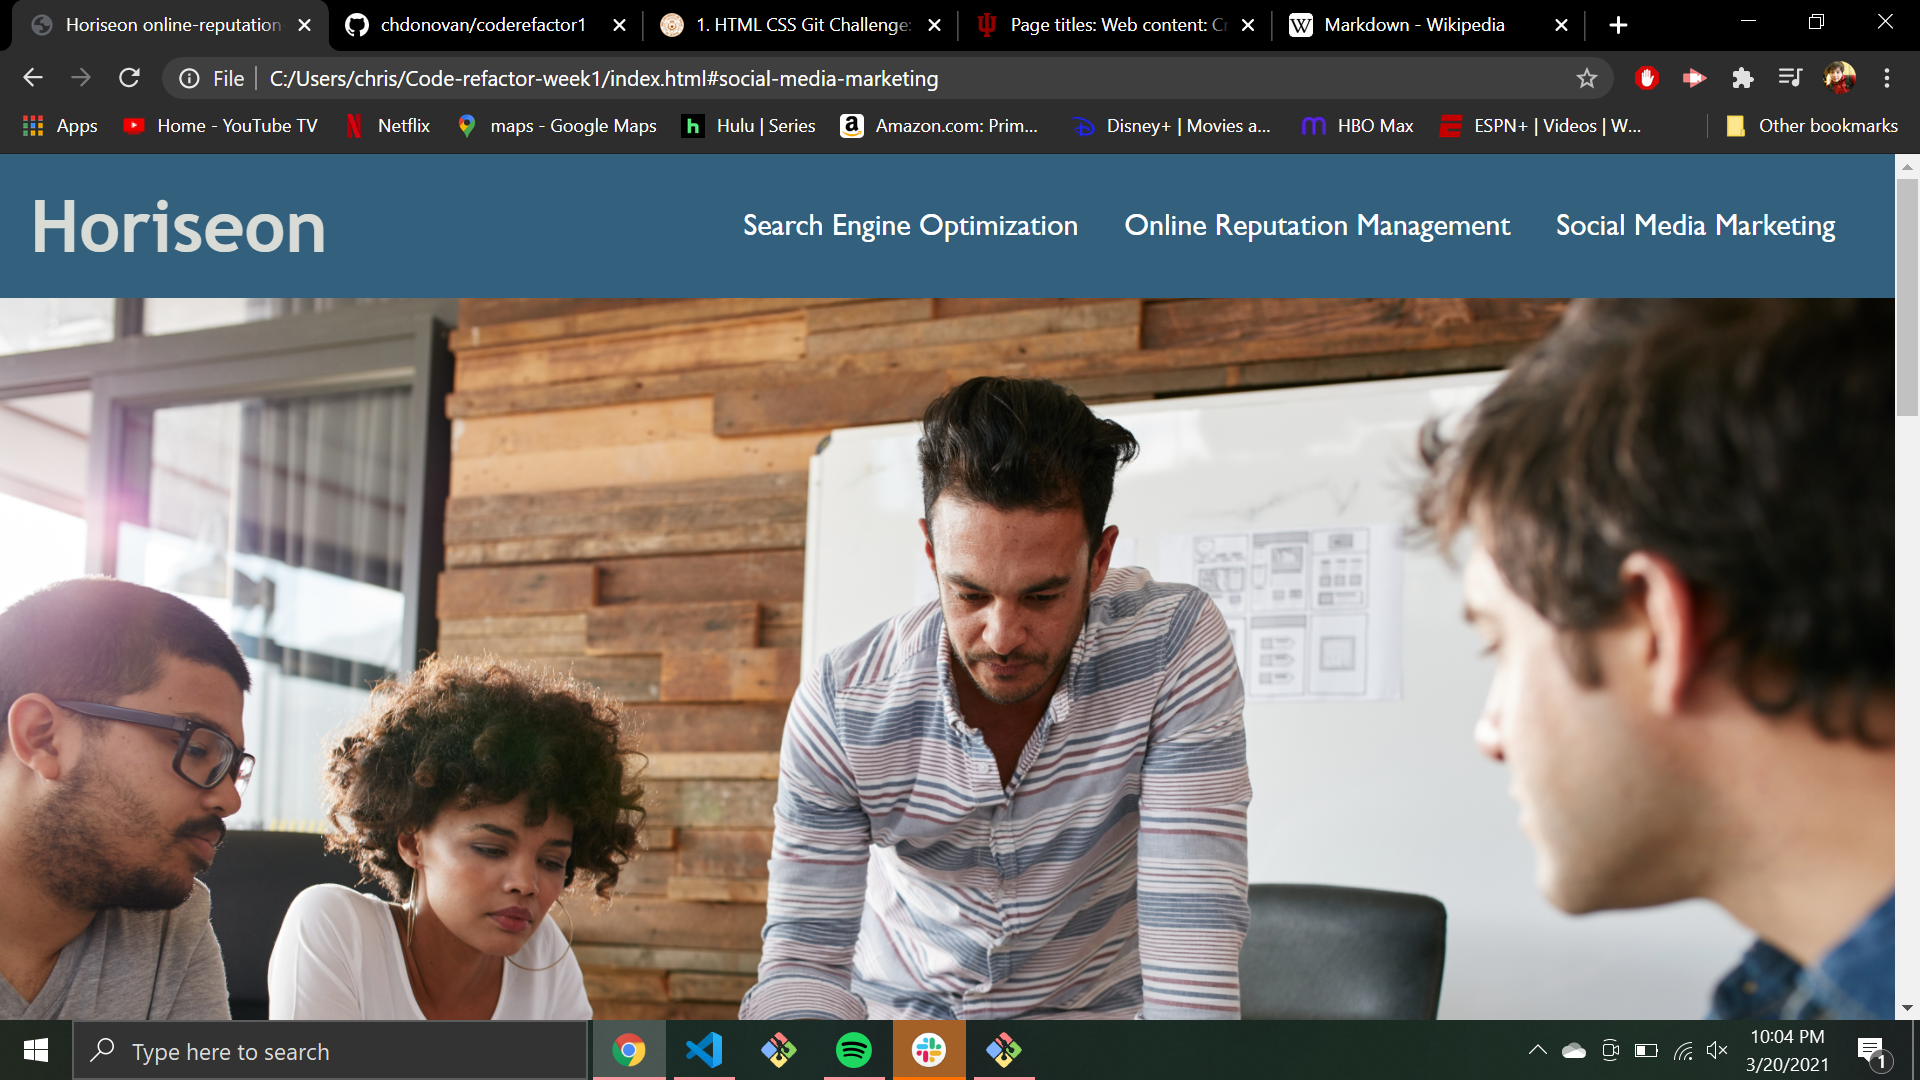 Horiseon online-reputation
chdonovan/coderefactor1
1. HTML CSS Git Challenge:
Page titles: Web content: Cr
Markdown - Wikipedia
File
C:/Users/chris/Code-refactor-week1/index.html#social-media-marketing
Apps
Home - YouTube TV
Netflix
maps - Google Maps
Hulu | Series
Amazon.com: Prim...
Disney+ | Movies a...
HBO Max
ESPN+ | Videos | W...
Other bookmarks
Horiseon
Search Engine Optimization
Online Reputation Management
Social Media Marketing
Type here to search
10:04 PM
3/20/2021
1